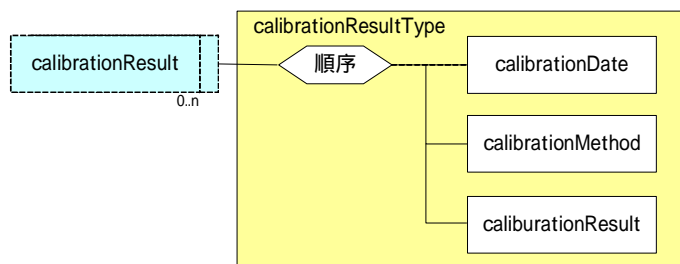 calibrationResultType
calibrationResult
0..n
順序
calibrationDate
calibrationMethod
caliburationResult